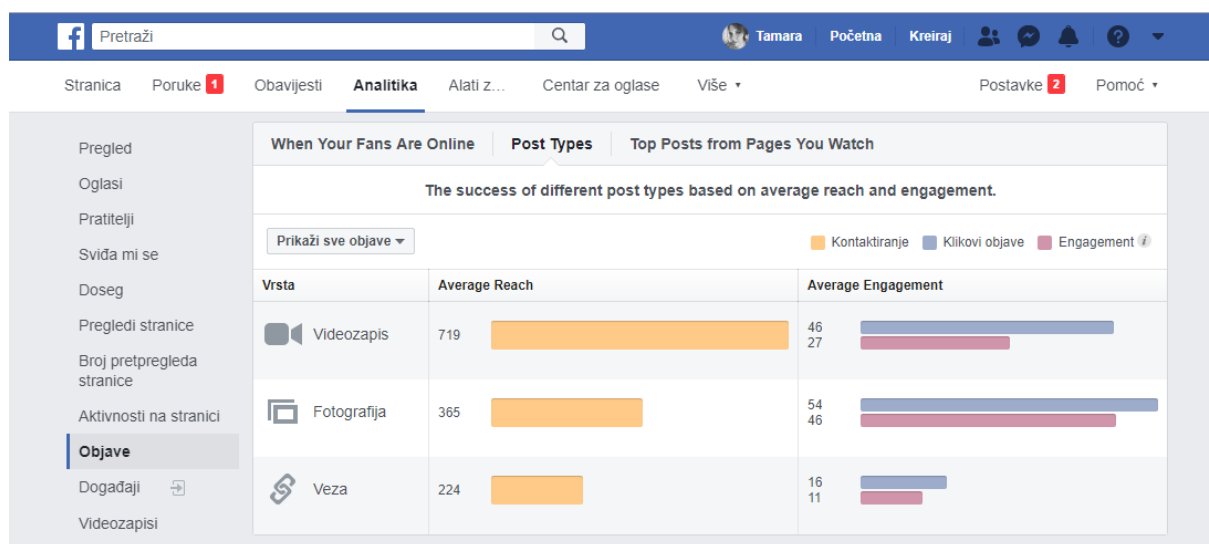 f Pretraži Tamara Početna Kreiraj ?
Stranica Poruke 1 Obavijesti Analitika Alati z... Centar za oglase Više Postavke 2 Pomoć
Pregled
Oglasi
Pratitelji
Sviđa mi se
Doseg
Pregledi stranice
Broj pretpregleda
stranice
Aktivnosti na stranici
Objave
Događaji
Videozapisi
When Your Fans Are Online Post Types Top Posts from Pages You Watch
The success of different post types based on average reach and engagement.
Prikaži sve objave Kontaktiranje Klikovi objave Engagement i
Vrsta Average Reach Average Engagement
Videozapis 719 46
27
Fotografija 365 54
46
Veza 224 16
11